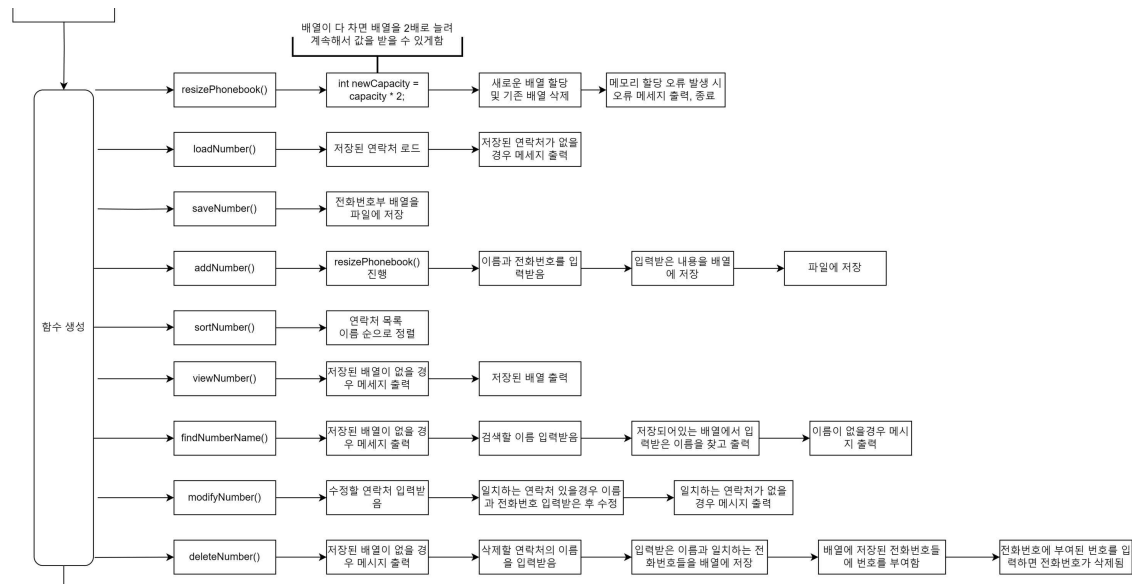 배열이 다 차면 배열을 2배로 늘려
계속해서 값을 받을 수 있게함
함수 생성
resizePhonebook()
int newCapacity =
capacity * 2;
새로운 배열 할당
및 기존 배열 삭제
메모리 할당 오류 발생 시
오류 메세지 출력, 종료
loadNumber()
저장된 연락처 로드
저장된 연락처가 없을
경우 메세지 출력
saveNumber()
전화번호부 배열을
파일에 저장
addNumber()
resizePhonebook()
진행
이름과 전화번호를 입
력받음
입력받은 내용을 배열
에 저장
파일에 저장
sortNumber()
연락처 목록
이름 순으로 정렬
viewNumber()
저장된 배열이 없을 경
우 메세지 출력
저장된 배열 출력
findNumberName()
저장된 배열이 없을 경
우 메세지 출력
검색할 이름 입력받음
저장되어있는 배열에서 입
력받은 이름을 찾고 출력
이름이 없을경우 메시
지 출력
modifyNumber()
수정할 연락처 입력받
음
일치하는 연락처 있을경우 이름
과 전화번호 입력받은 후 수정
일치하는 연락처가 없을
경우 메시지 출력
deleteNumber()
저장된 배열이 없을 경
우 메시지 출력
삭제할 연락처의 이름
을 입력받음
입력받은 이름과 일치하는 전
화번호들을 배열에 저장
배열에 저장된 전화번호들
에 번호를 부여함
전화번호에 부여된 번호를 입
력하면 전화번호가 삭제됨